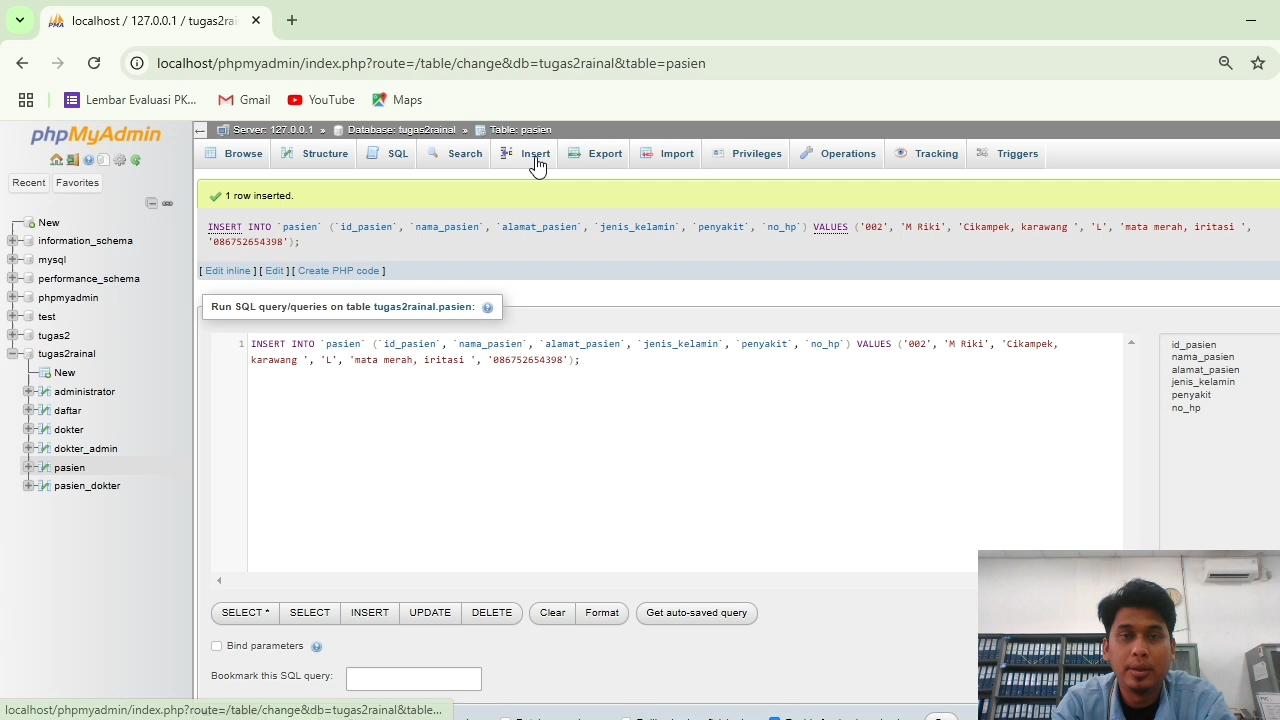 localhost / 127.0.0.1 / tugas2rai
localhost/phpmyadmin/index.php?route=/table/change&db=tugas2rainal&table=pasien
Lembar Evaluasi PK...
Gmail
YouTube
Maps
phpMyAdmin
Recent
Favorites
New
information_schema
mysql
performance_schema
phpmyadmin
test
tugas2
tugas2rainal
New
administrator
daftar
dokter
dokter_admin
pasien
pasien_dokter
Server: 127.0.0.1 » Database: tugas2rainal » Table: pasien
Browse
Structure
SQL
Search
Insert
Export
Import
Privileges
Operations
Tracking
Triggers
1 row inserted.
INSERT INTO `pasien` (`id_pasien`, `nama_pasien`, `alamat_pasien`, `jenis_kelamin`, `penyakit`, `no_hp`) VALUES ('002', 'M Riki', 'Cikampek, karawang ', 'L', 'mata merah, iritasi ',
'086752654398');
[ Edit inline ] [ Edit ] [ Create PHP code ]
Run SQL query/queries on table tugas2rainal.pasien:
1 INSERT INTO `pasien` (`id_pasien`, `nama_pasien`, `alamat_pasien`, `jenis_kelamin`, `penyakit`, `no_hp`) VALUES ('002', 'M Riki', 'Cikampek,
karawang ', 'L', 'mata merah, iritasi ', '086752654398');
id_pasien
nama_pasien
alamat_pasien
jenis_kelamin
penyakit
no_hp
SELECT *
SELECT
INSERT
UPDATE
DELETE
Clear
Format
Get auto-saved query
Bind parameters
Bookmark this SQL query:
localhost/phpmyadmin/index.php?route=/table/change&db=tugas2rainal&table...